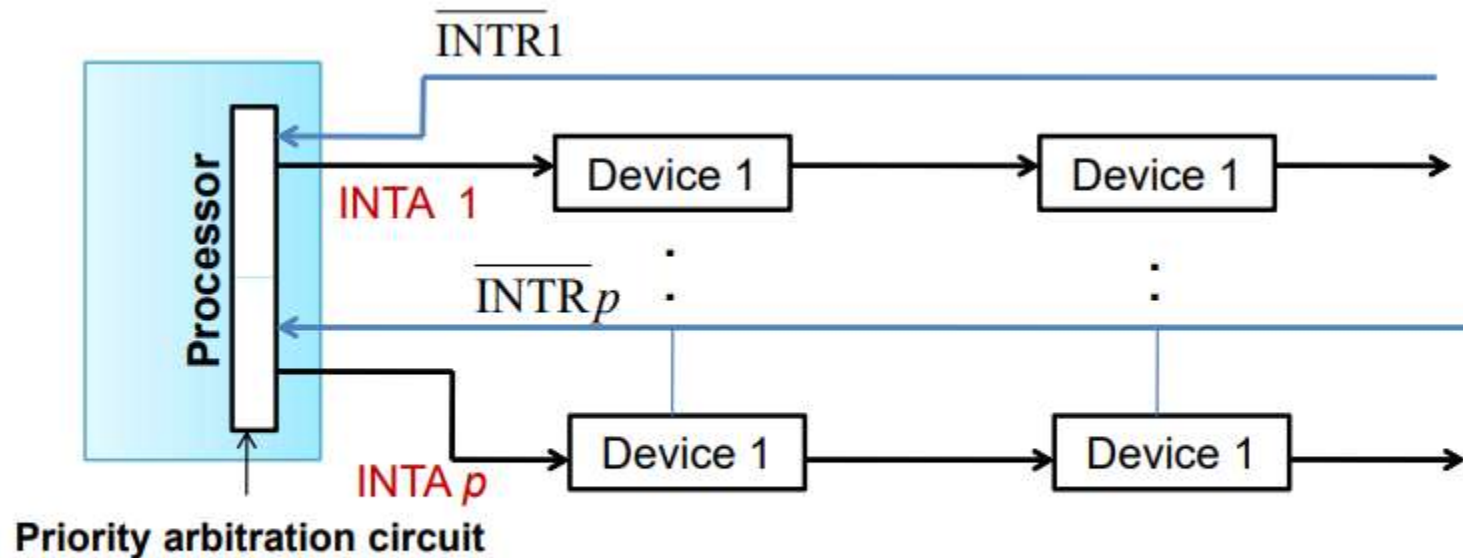 INTR1
Processor
Device 1
Device 1
INTA 1
INTRp
Device 1
Device 1
INTA p
Priority arbitration circuit